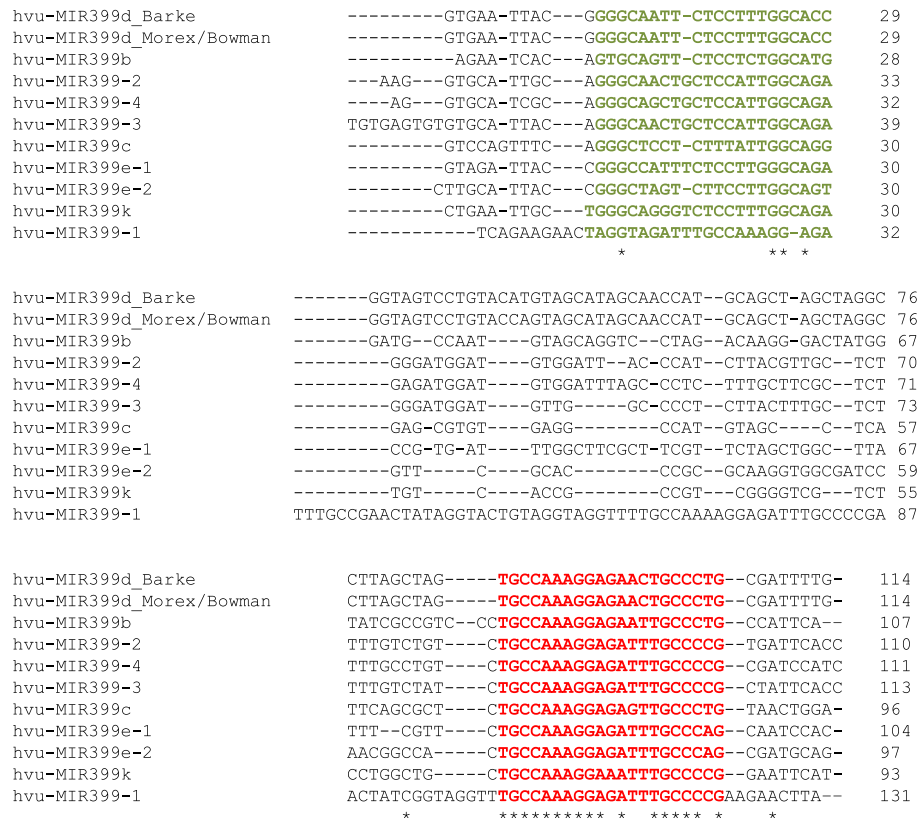 hvu-MIR399d_Barke ---------GTGAA-TTAC---GGGGCAATT-CTCCTTTGGCACC 29
hvu-MIR399d_Morex/Bowman ---------GTGAA-TTAC---GGGGCAATT-CTCCTTTGGCACC 29
hvu-MIR399b ----------AGAA-TCAC---AGTGCAGTT-CTCCTCTGGCATG 28
hvu-MIR399-2 ---AAG---GTGCA-TTGC---AGGGCAACTGCTCCATTGGCAGA 33
hvu-MIR399-4 ----AG---GTGCA-TCGC---AGGGCAGCTGCTCCATTGGCAGA 32
hvu-MIR399-3 TGTGAGTGTGTGCA-TTAC---AGGGCAACTGCTCCATTGGCAGA 39
hvu-MIR399c ---------GTCCAGTTTC---AGGGCTCCT-CTTTATTGGCAGG 30
hvu-MIR399e-1 ---------GTAGA-TTAC---CGGGCCATTTCTCCTTGGGCAGA 30
hvu-MIR399e-2 --------CTTGCA-TTAC---CGGGCTAGT-CTTCCTTGGCAGT 30
hvu-MIR399k ---------CTGAA-TTGC---TGGGCAGGGTCTCCTTTGGCAGA 30
hvu-MIR399-1 ------------TCAGAAGAACTAGGTAGATTTGCCAAAGG-AGA 32
* ** *
hvu-MIR399d_Barke -------GGTAGTCCTGTACATGTAGCATAGCAACCAT--GCAGCT-AGCTAGGC 76
hvu-MIR399d_Morex/Bowman -------GGTAGTCCTGTACCAGTAGCATAGCAACCAT--GCAGCT-AGCTAGGC 76
hvu-MIR399b -------GATG--CCAAT----GTAGCAGGTC---CTAG--ACAAGG-GACTATGG 67
hvu-MIR399-2 ---------GGGATGGAT----GTGGATT--AC-CCAT--CTTACGTTGC--TCT 70
hvu-MIR399-4 ---------GAGATGGAT----GTGGATTTAGC-CCTC--TTTGCTTCGC--TCT 71
hvu-MIR399-3 ---------GGGATGGAT----GTTG-----GC-CCCT--CTTACTTTGC--TCT 73
hvu-MIR399c ---------GAG-CGTGT----GAGG------CCAT--GTAGC----C--TCA 57
hvu-MIR399e-1 ---------CCG-TG-AT----TTGGCTTCGCT-TCGT--TCTAGCTGGC--TTA 67
hvu-MIR399e-2 ---------GTT----C----GCAC-------CCGC--GCAAGGTGGCGATCC 59
hvu-MIR399k ---------TGT----C----ACCG-------CCGT--CGGGGTCG---TCT 55
hvu-MIR399-1 TTTGCCGAACTATAGGTACTGTAGGTAGGTTTTGCCAAAAGGAGATTTGCCCCGA 87
hvu-MIR399d_Barke CTTAGCTAG-----TGCCAAAGGAGAACTGCCCTG--CGATTTTG- 114
hvu-MIR399d_Morex/Bowman CTTAGCTAG-----TGCCAAAGGAGAACTGCCCTG--CGATTTTG- 114
hvu-MIR399b TATCGCCGTC--CCTGCCAAAGGAGAATTGCCCTG--CCATTCA-- 107
hvu-MIR399-2 TTTGTCTGT----CTGCCAAAGGAGATTTGCCCCG--TGATTCACC 110
hvu-MIR399-4 TTTGCCTGT----CTGCCAAAGGAGATTTGCCCCG--CGATCCATC 111
hvu-MIR399-3 TTTGTCTAT----CTGCCAAAGGAGATTTGCCCCG--CTATTCACC 113
hvu-MIR399c TTCAGCGCT----CTGCCAAAGGAGAGTTGCCCTG--TAACTGGA- 96
hvu-MIR399e-1 TTT--CGTT----CTGCCAAAGGAGATTTGCCCAG--CAATCCAC- 104
hvu-MIR399e-2 AACGGCCA-----CTGCCAAAGGAGATTTGCCCAG--CGATGCAG- 97
hvu-MIR399k CCTGGCTG-----CTGCCAAAGGAAATTTGCCCCG--GAATTCAT- 93
hvu-MIR399-1 ACTATCGGTAGGTTTGCCAAAAGGAGATTTGCCCCGAAGAACTTA-- 131
* ********** * ***** * *